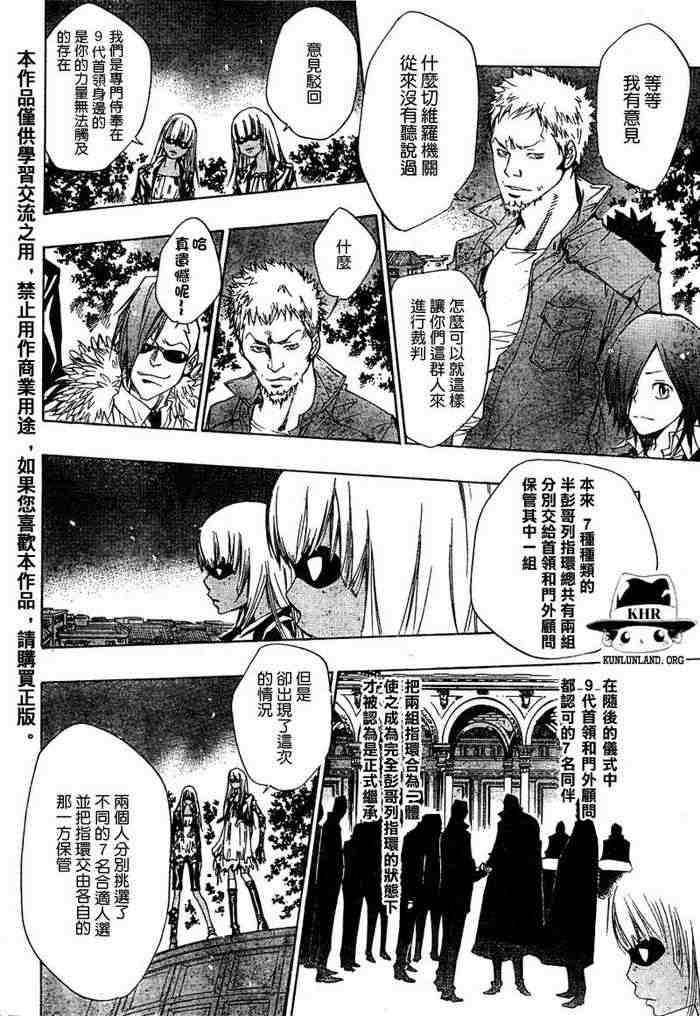 等等
我有意見
什麼切維羅機關
從來沒有聽說過
怎麼可以就這樣
讓你們這群人來
進行裁判
意見駁回
我們是專門侍奉在
9代首領身邊的
是你的力量無法觸及
的存在
什麼
哈
真遺憾呢~
本來 7種種類的
半彭哥列指環總共有兩組
分別交給首領和門外顧問
保管其中一組
KHR
KUNLUNLAND.ORG
在隨後的儀式中
9代首領和門外顧問
都認可的7名同伴
把兩組指環合為一體
使之成為完全彭哥列指環的狀態下
才被認為是正式繼承
但是
卻出現了這次
的情況
兩個人分別挑選了
不同的7名合適人選
並把指環交由各自的
那一方保管
本作品僅供學習交流之用，禁止用作商業用途，如果您喜歡本作品，請購買正版。